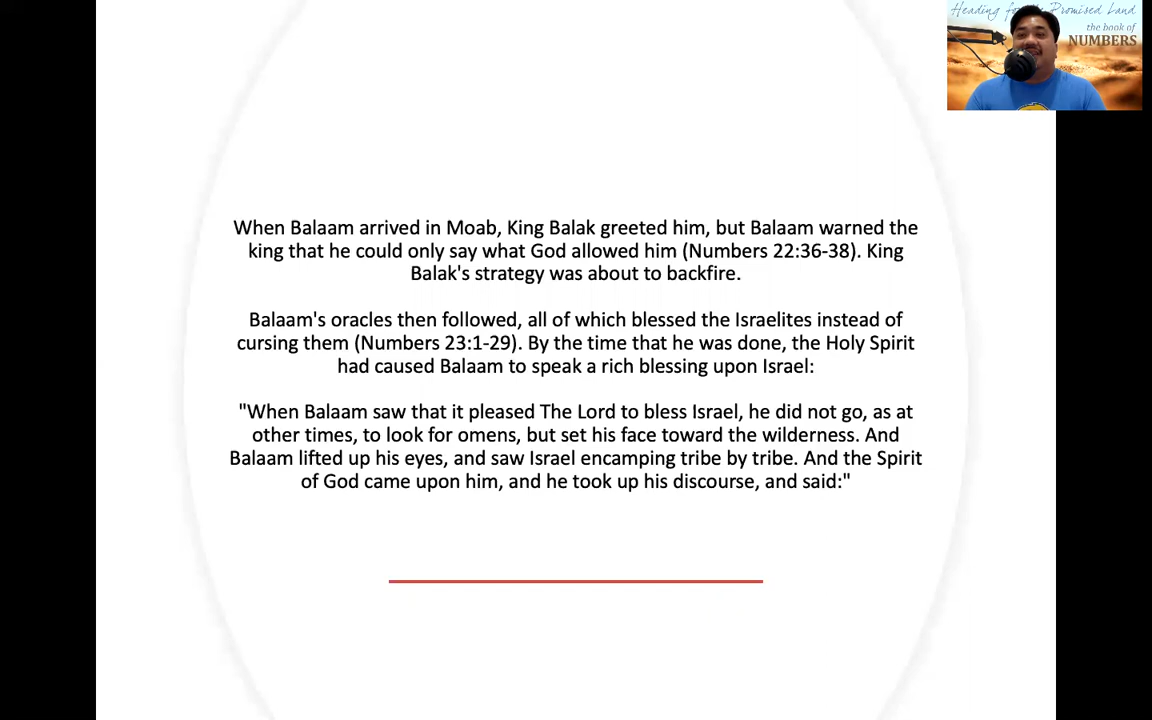 Heading for the Promised Land
the book of
NUMBERS
When Balaam arrived in Moab, King Balak greeted him, but Balaam warned the
king that he could only say what God allowed him (Numbers 22:36-38). King
Balak's strategy was about to backfire.
Balaam's oracles then followed, all of which blessed the Israelites instead of
cursing them (Numbers 23:1-29). By the time that he was done, the Holy Spirit
had caused Balaam to speak a rich blessing upon Israel:
"When Balaam saw that it pleased The Lord to bless Israel, he did not go, as at
other times, to look for omens, but set his face toward the wilderness. And
Balaam lifted up his eyes, and saw Israel encamping tribe by tribe. And the Spirit
of God came upon him, and he took up his discourse, and said:"